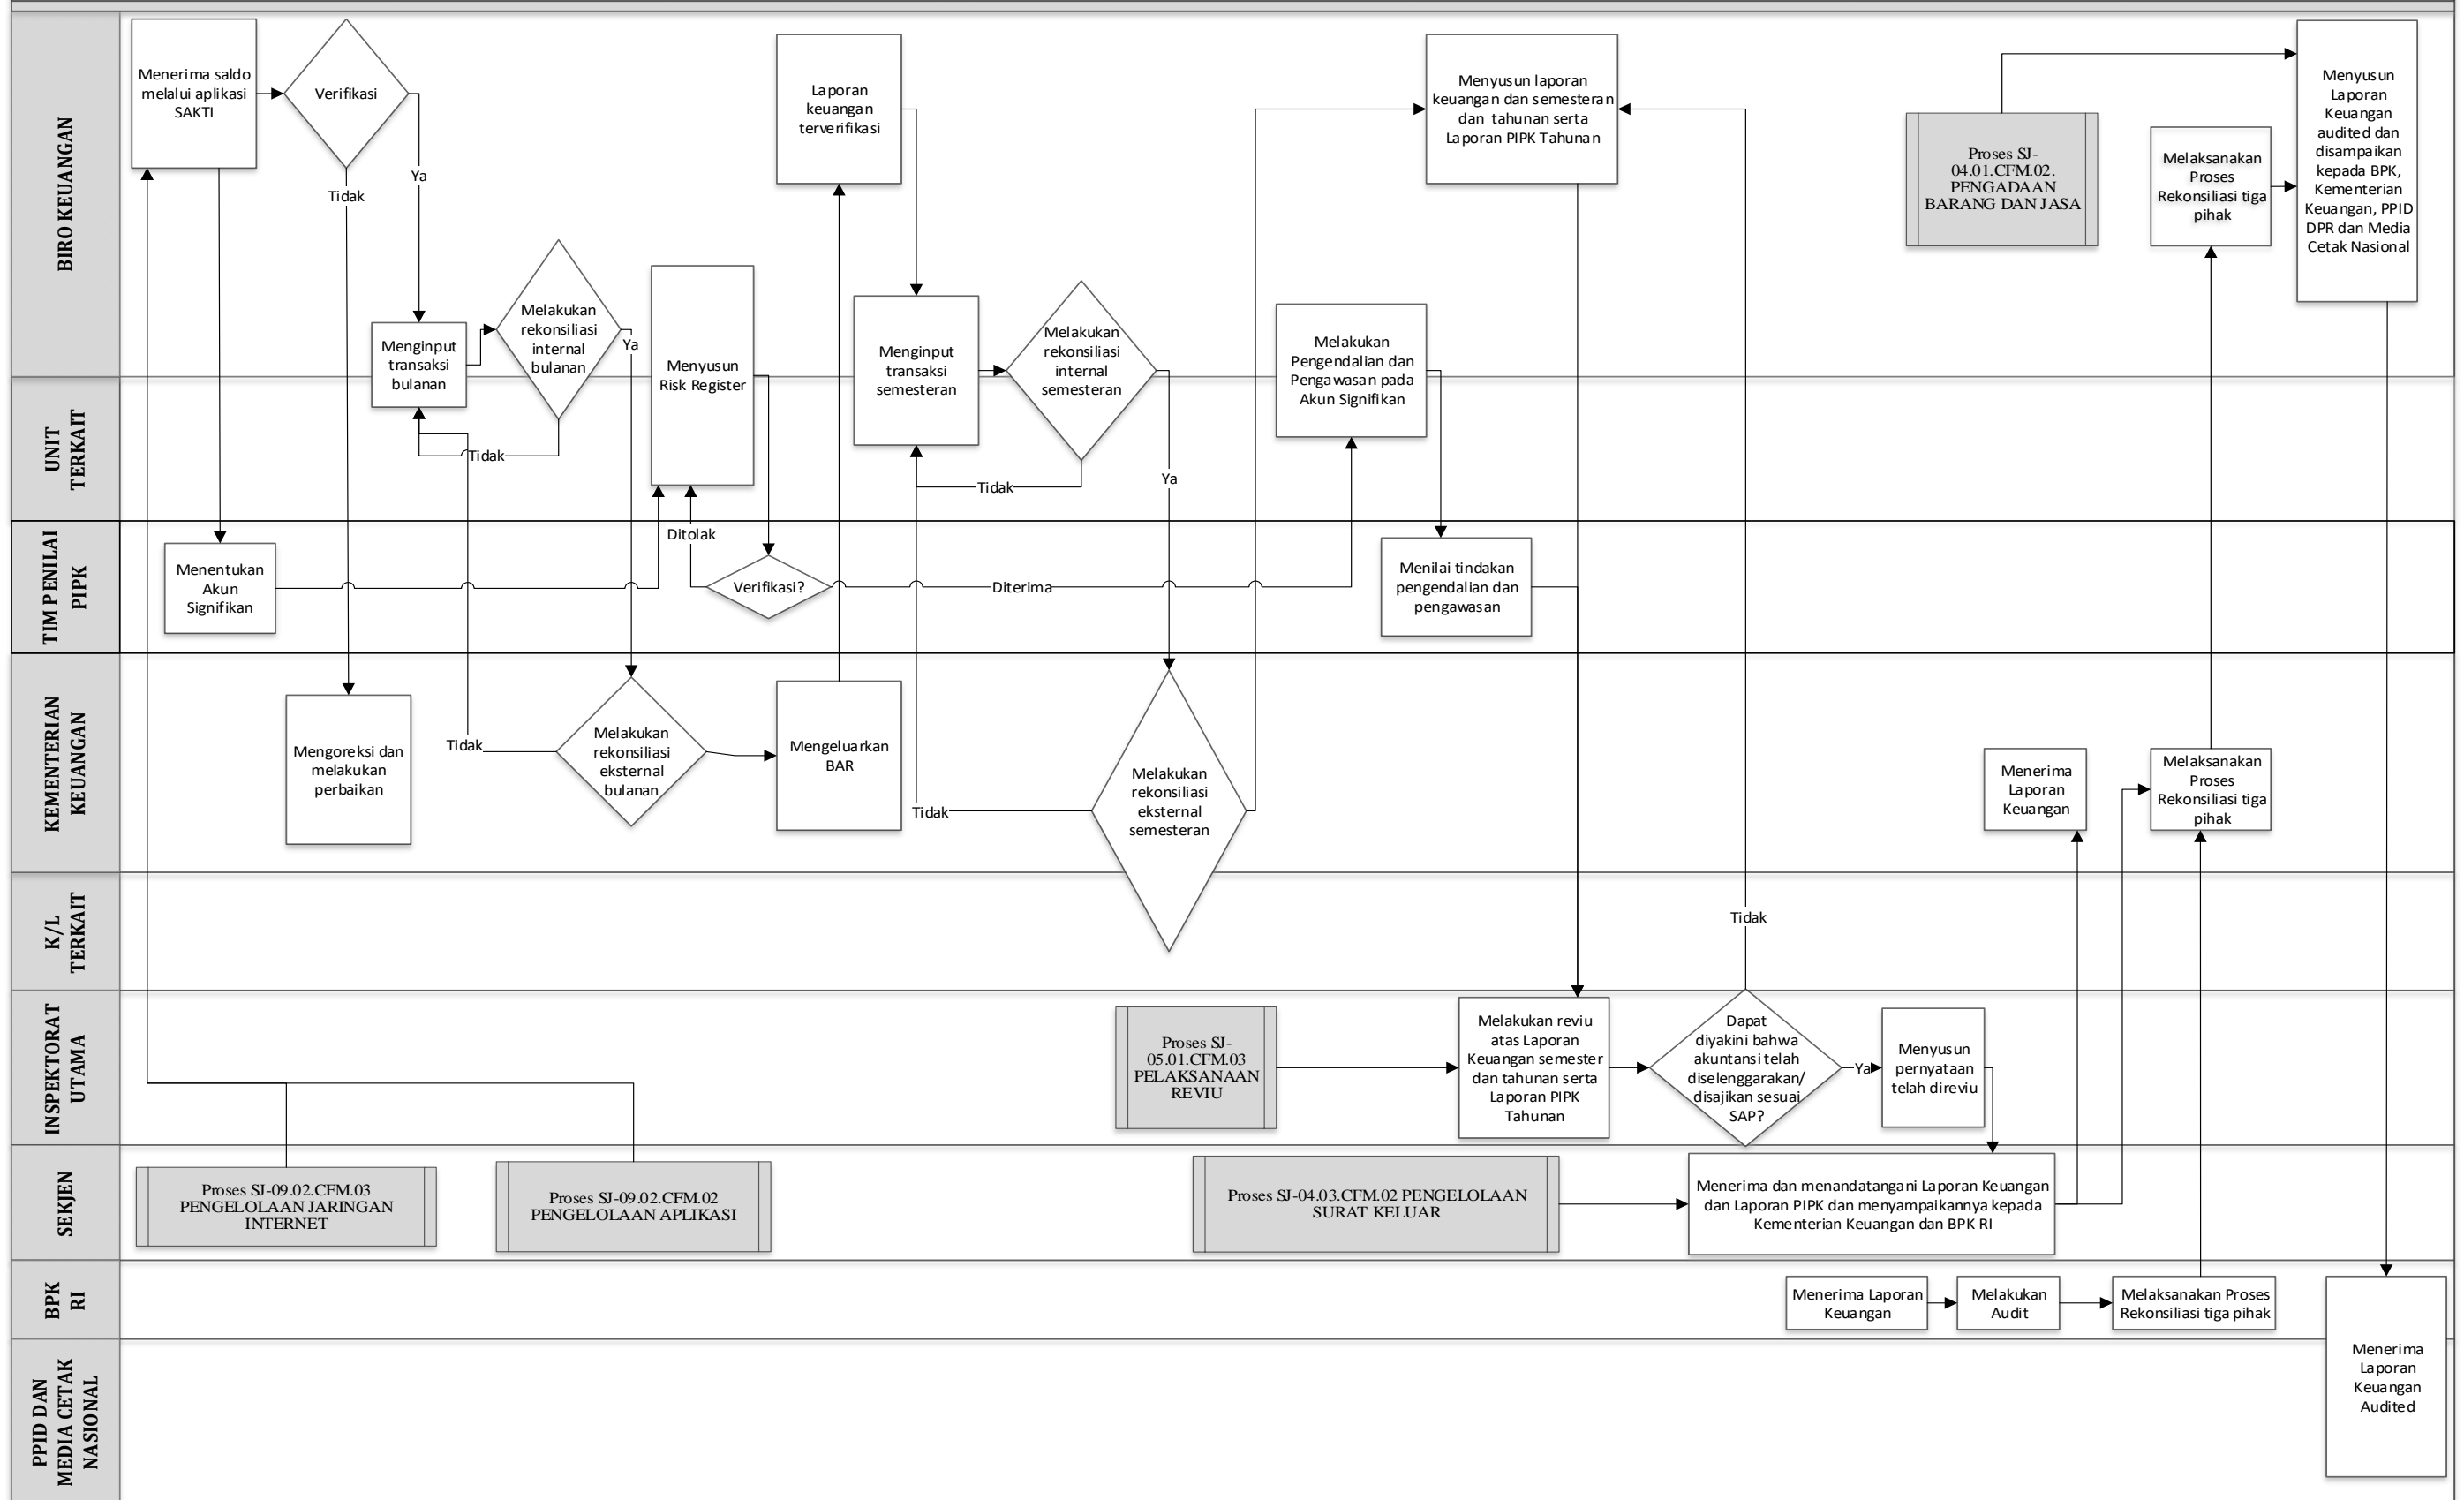 BIRO KEUANGAN
Menerima saldo
melalui aplikasi
SAKTI
Verifikasi
Ya
Tidak
Menginput
transaksi
bulanan
Melakukan
rekonsiliasi
internal
bulanan
Ya
Tidak
Menyusun
Risk Register
Laporan
keuangan
terverifikasi
Menginput
transaksi
semesteran
Melakukan
rekonsiliasi
internal
semesteran
Ya
Tidak
Melakukan
Pengendalian dan
Pengawasan pada
Akun Signifikan
Menyusun laporan
keuangan dan semesteran
dan tahunan serta
Laporan PIPK Tahunan
Proses SJ-
04.01.CFM.02.
PENGADAAN
BARANG DAN JASA
Melaksanakan
Proses
Rekonsiliasi tiga
pihak
Menyusun
Laporan
Keuangan
audited dan
disampaikan
kepada BPK,
Kementerian
Keuangan, PPID
DPR dan Media
Cetak Nasional
UNIT
TERKAIT
TIM PENILAI
PIPK
Menentukan
Akun
Signifikan
Ditolak
Verifikasi?
Diterima
Menilai tindakan
pengendalian dan
pengawasan
KEMENTERIAN
KEUANGAN
Mengoreksi dan
melakukan
perbaikan
Tidak
Melakukan
rekonsiliasi
eksternal
bulanan
Mengeluarkan
BAR
Tidak
Melakukan
rekonsiliasi
eksternal
semesteran
Menerima
Laporan
Keuangan
Melaksanakan
Proses
Rekonsiliasi tiga
pihak
K/L
TERKAIT
Tidak
INSPEKTORAT
UTAMA
Proses SJ-
05.01.CFM.03
PELAKSANAAN
REVIU
Melakukan reviu
atas Laporan
Keuangan semester
dan tahunan serta
Laporan PIPK
Tahunan
Dapat
diyakini bahwa
akuntansi telah
diselenggarakan/
disajikan sesuai
SAP?
Ya
Menyusun
pernyataan
telah direviu
SEKJEN
Proses SJ-09.02.CFM.03
PENGELOLAAN JARINGAN
INTERNET
Proses SJ-09.02.CFM.02
PENGELOLAAN APLIKASI
Proses SJ-04.03.CFM.02 PENGELOLAAN
SURAT KELUAR
Menerima dan menandatangani Laporan Keuangan
dan Laporan PIPK dan menyampaikannya kepada
Kementerian Keuangan dan BPK RI
BPK
RI
Menerima Laporan
Keuangan
Melakukan
Audit
Melaksanakan Proses
Rekonsiliasi tiga pihak
PPID DAN
MEDIA CETAK
NASIONAL
Menerima
Laporan
Keuangan
Audited